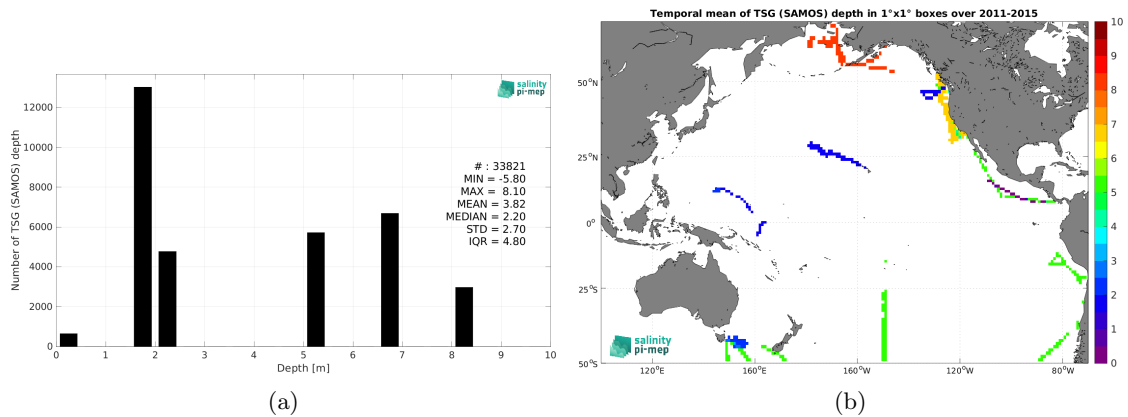 salinity
pi-mep
12000
10000
8000
6000
4000
2000
0
Number of TSG (SAMOS) depth
# : 33821
MIN = -5.80
MAX = 8.10
MEAN = 3.82
MEDIAN = 2.20
STD = 2.70
IQR = 4.80
0 1 2 3 4 5 6 7 8 9 10
Depth [m]
(a)
Temporal mean of TSG (SAMOS) depth in 1°x1° boxes over 2011-2015
50°N
25°N
0°
25°S
50°S
120°E 160°E 160°W 120°W 80°W
salinity
pi-mep
10
9
8
7
6
5
4
3
2
1
0
(b)